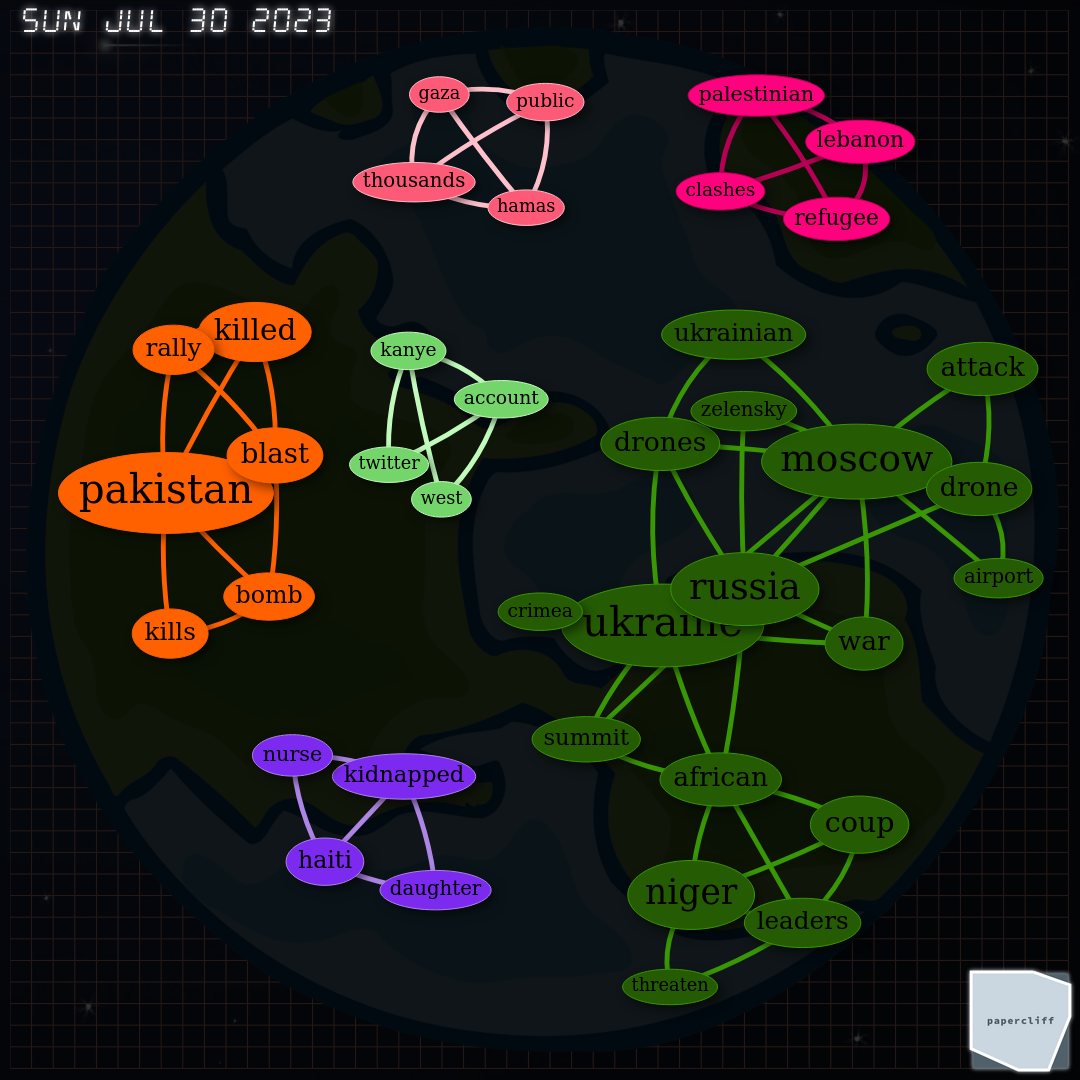 SUN JUL 30 2023
gaza
public
thousands
hamas
palestinian
lebanon
clashes
refugee
killed
rally
blast
pakistan
bomb
kills
kanye
account
twitter
west
ukrainian
attack
zelensky
drones
moscow
drone
airport
russia
crimea
ukraine
war
summit
african
coup
niger
leaders
threaten
nurse
kidnapped
haiti
daughter
papercliff